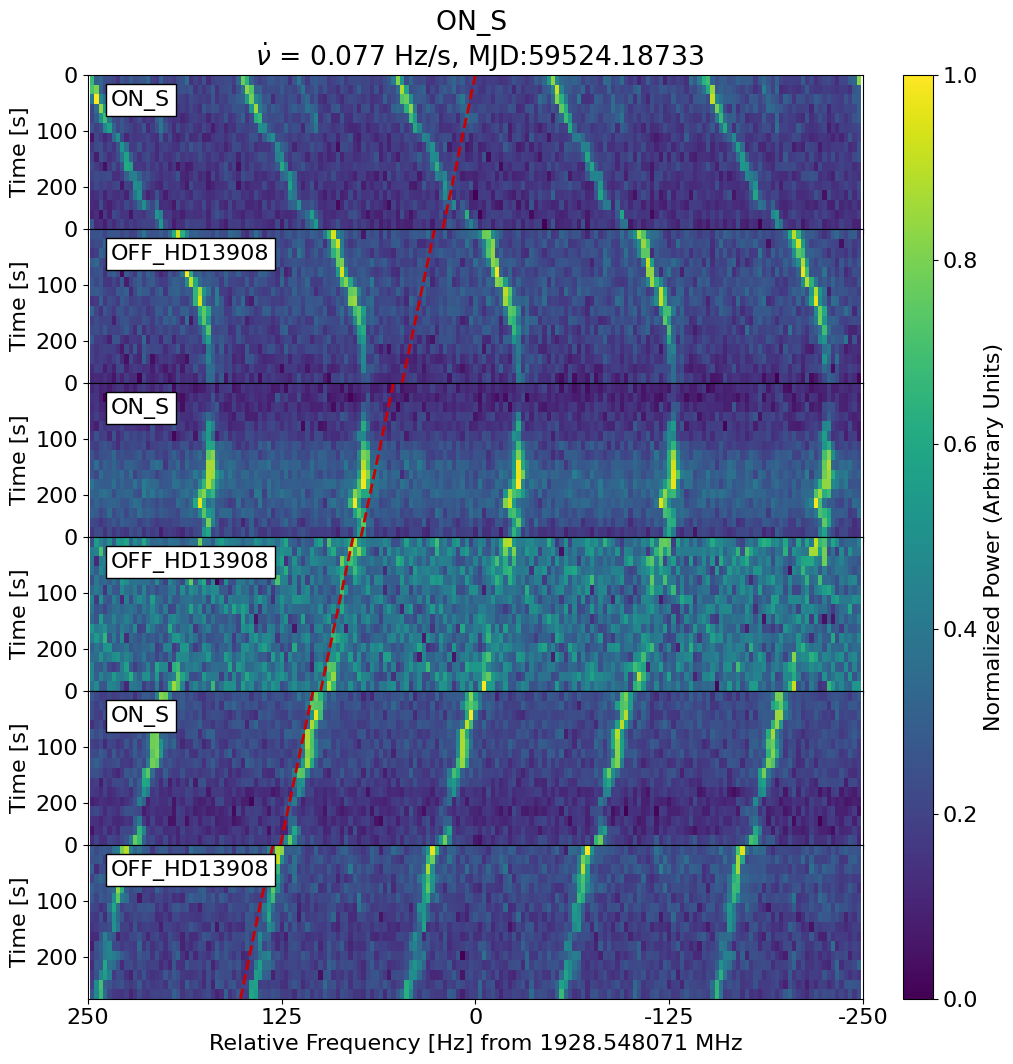 ON_S
ν̇ = 0.077 Hz/s, MJD:59524.18733
0
100
200
Time [s]
ON_S
0
100
200
Time [s]
OFF_HD13908
0
100
200
Time [s]
ON_S
0
100
200
Time [s]
OFF_HD13908
0
100
200
Time [s]
ON_S
0
100
200
Time [s]
OFF_HD13908
250 125 0 -125 -250
Relative Frequency [Hz] from 1928.548071 MHz
1.0
0.8
0.6
0.4
0.2
0.0
Normalized Power (Arbitrary Units)